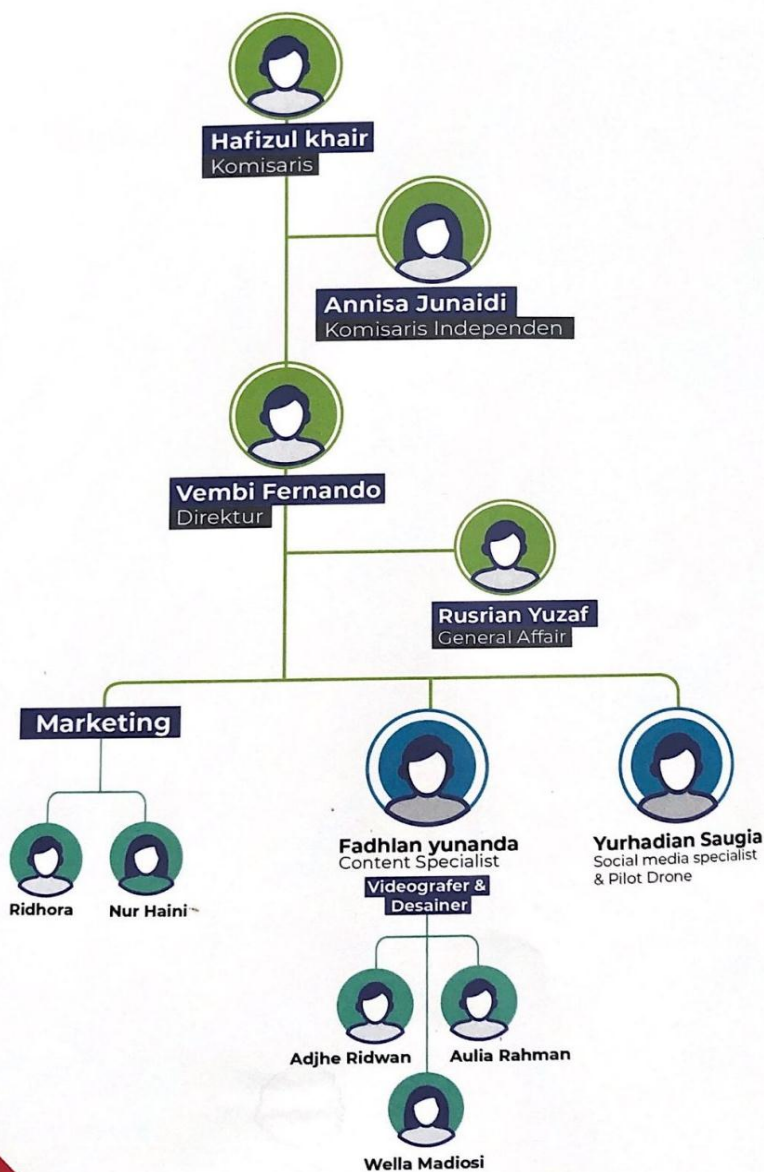 Hafizul khair
Komisaris
Annisa Junaidi
Komisaris Independen
Vembi Fernando
Direktur
Rusrian Yuzaf
General Affair
Marketing
Ridhora
Nur Haini
Fadhlan yunanda
Content Specialist
Videografer &
Desainer
Yurhadian Saugia
Social media specialist
& Pilot Drone
Adjhe Ridwan
Aulia Rahman
Wella Madiosi